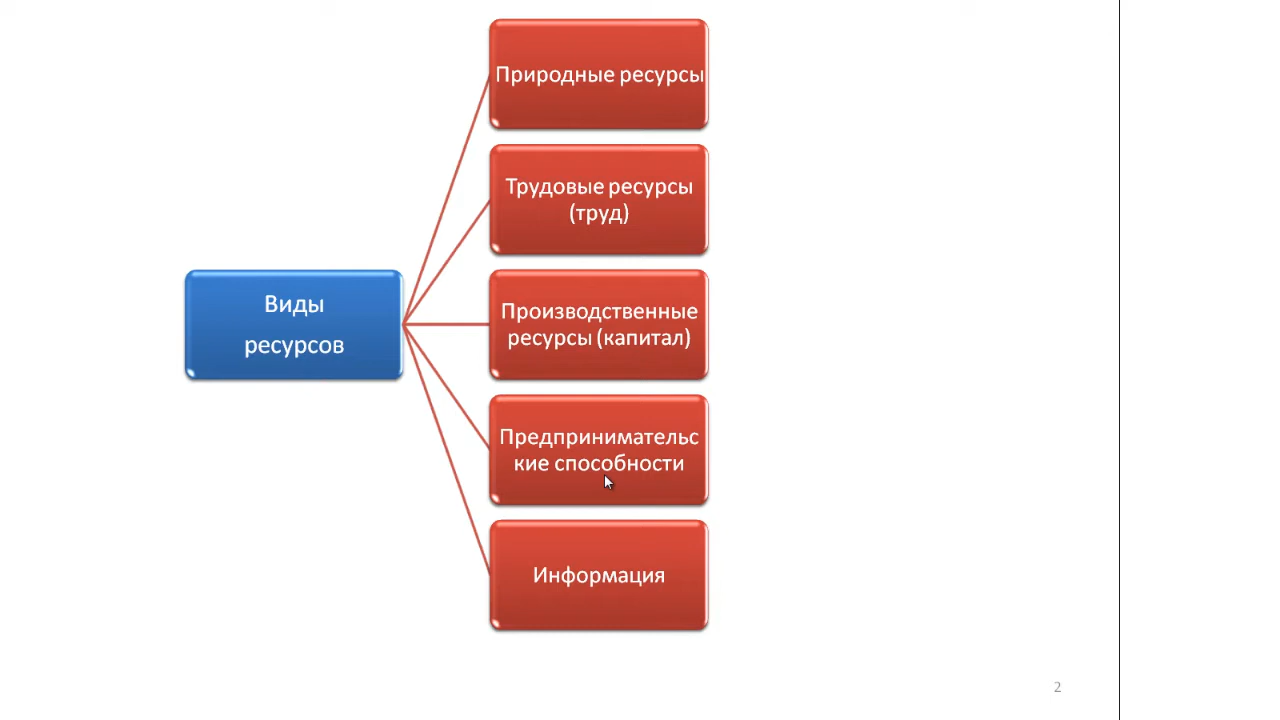 Природные ресурсы
Трудовые ресурсы
(труд)
Виды
ресурсов
Производственные
ресурсы (капитал)
Предпринимательс
кие способности
Информация
2